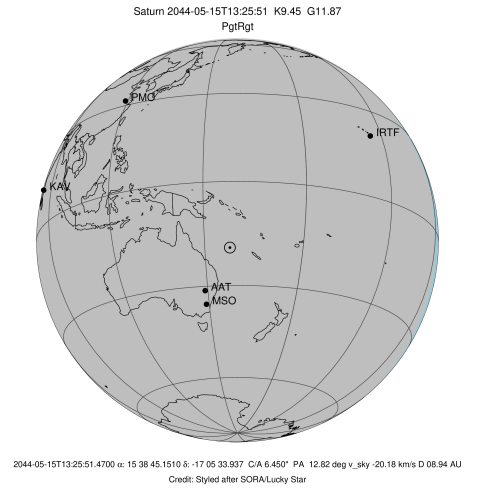 Saturn 2044-05-15T13:25:51 K9.45 G11.87
PgtRgt
PMO
IRTF
KAV
AAT
MSO
2044-05-15T13:25:51.4700 α: 15 38 45.1510 δ: -17 05 33.937 C/A 6.450" PA 12.82 deg v_sky -20.18 km/s D 08.94 AU
Credit: Styled after SORA/Lucky Star